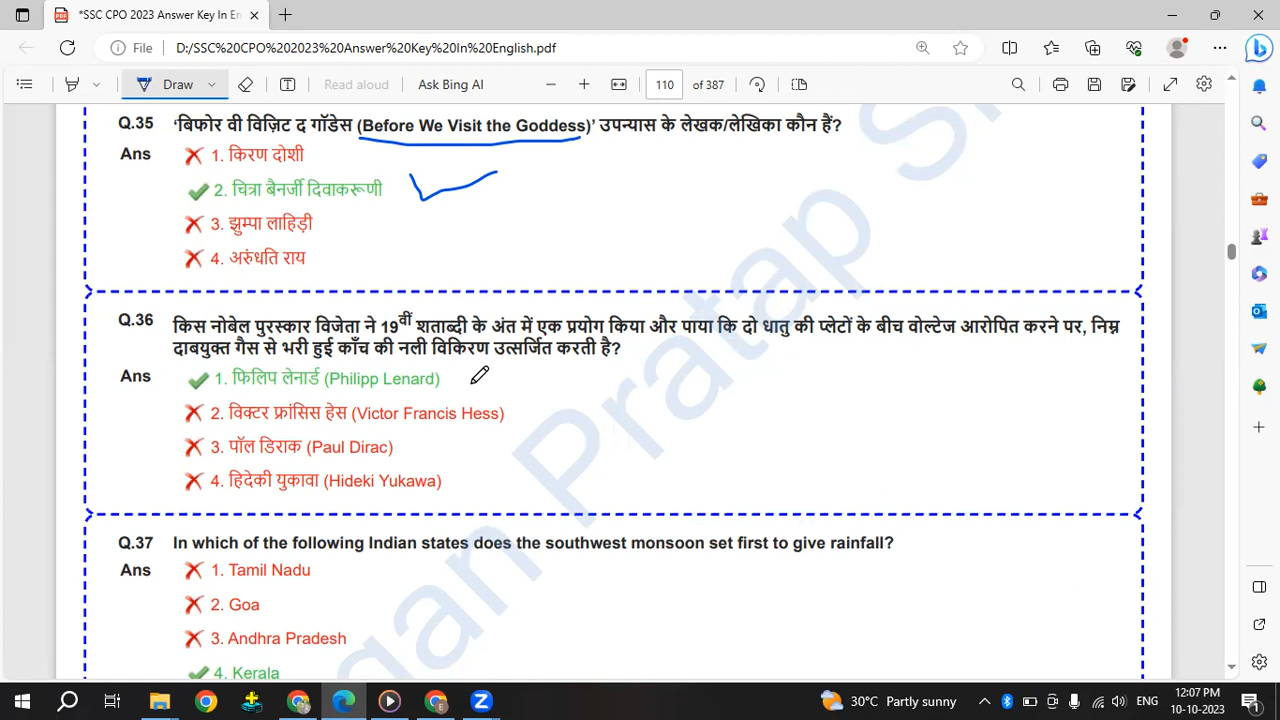 *SSC CPO 2023 Answer Key In En
File
D:/SSC%20CPO%202023%20Answer%20Key%20In%20English.pdf
Draw
Read aloud
Ask Bing AI
110 of 387
Q.35 'बिफोर वी विज़िट द गॉडेस (Before We Visit the Goddess)' उपन्यास के लेखक/लेखिका कौन हैं?
Ans 1. किरण दोशी
2. चित्रा बैनर्जी दिवाकरूणी
3. झुम्पा लाहिड़ी
4. अरुंधति राय
Q.36 किस नोबेल पुरस्कार विजेता ने 19वीं शताब्दी के अंत में एक प्रयोग किया और पाया कि दो धातु की प्लेटों के बीच वोल्टेज आरोपित करने पर, निम्न
दाबयुक्त गैस से भरी हुई काँच की नली विकिरण उत्सर्जित करती है?
Ans 1. फिलिप लेनार्ड (Philipp Lenard)
2. विक्टर फ्रांसिस हेस (Victor Francis Hess)
3. पॉल डिराक (Paul Dirac)
4. हिदेकी युकावा (Hideki Yukawa)
Q.37 In which of the following Indian states does the southwest monsoon set first to give rainfall?
Ans 1. Tamil Nadu
2. Goa
3. Andhra Pradesh
4. Kerala
gan Pratap Si
30°C Partly sunny
ENG
12:07 PM
10-10-2023